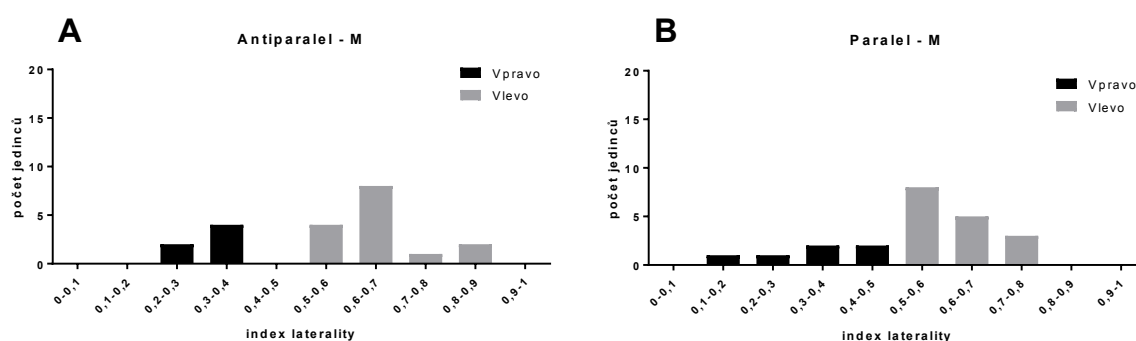 A
Antiparalel - M
počet jedinců
20
15
10
5
0
Vpravo
Vlevo
0-0,1
0,1-0,2
0,2-0,3
0,3-0,4
0,4-0,5
0,5-0,6
0,6-0,7
0,7-0,8
0,8-0,9
0,9-1
index laterality
B
Paralel - M
počet jedinců
20
15
10
5
0
Vpravo
Vlevo
0-0,1
0,1-0,2
0,2-0,3
0,3-0,4
0,4-0,5
0,5-0,6
0,6-0,7
0,7-0,8
0,8-0,9
0,9-1
index laterality